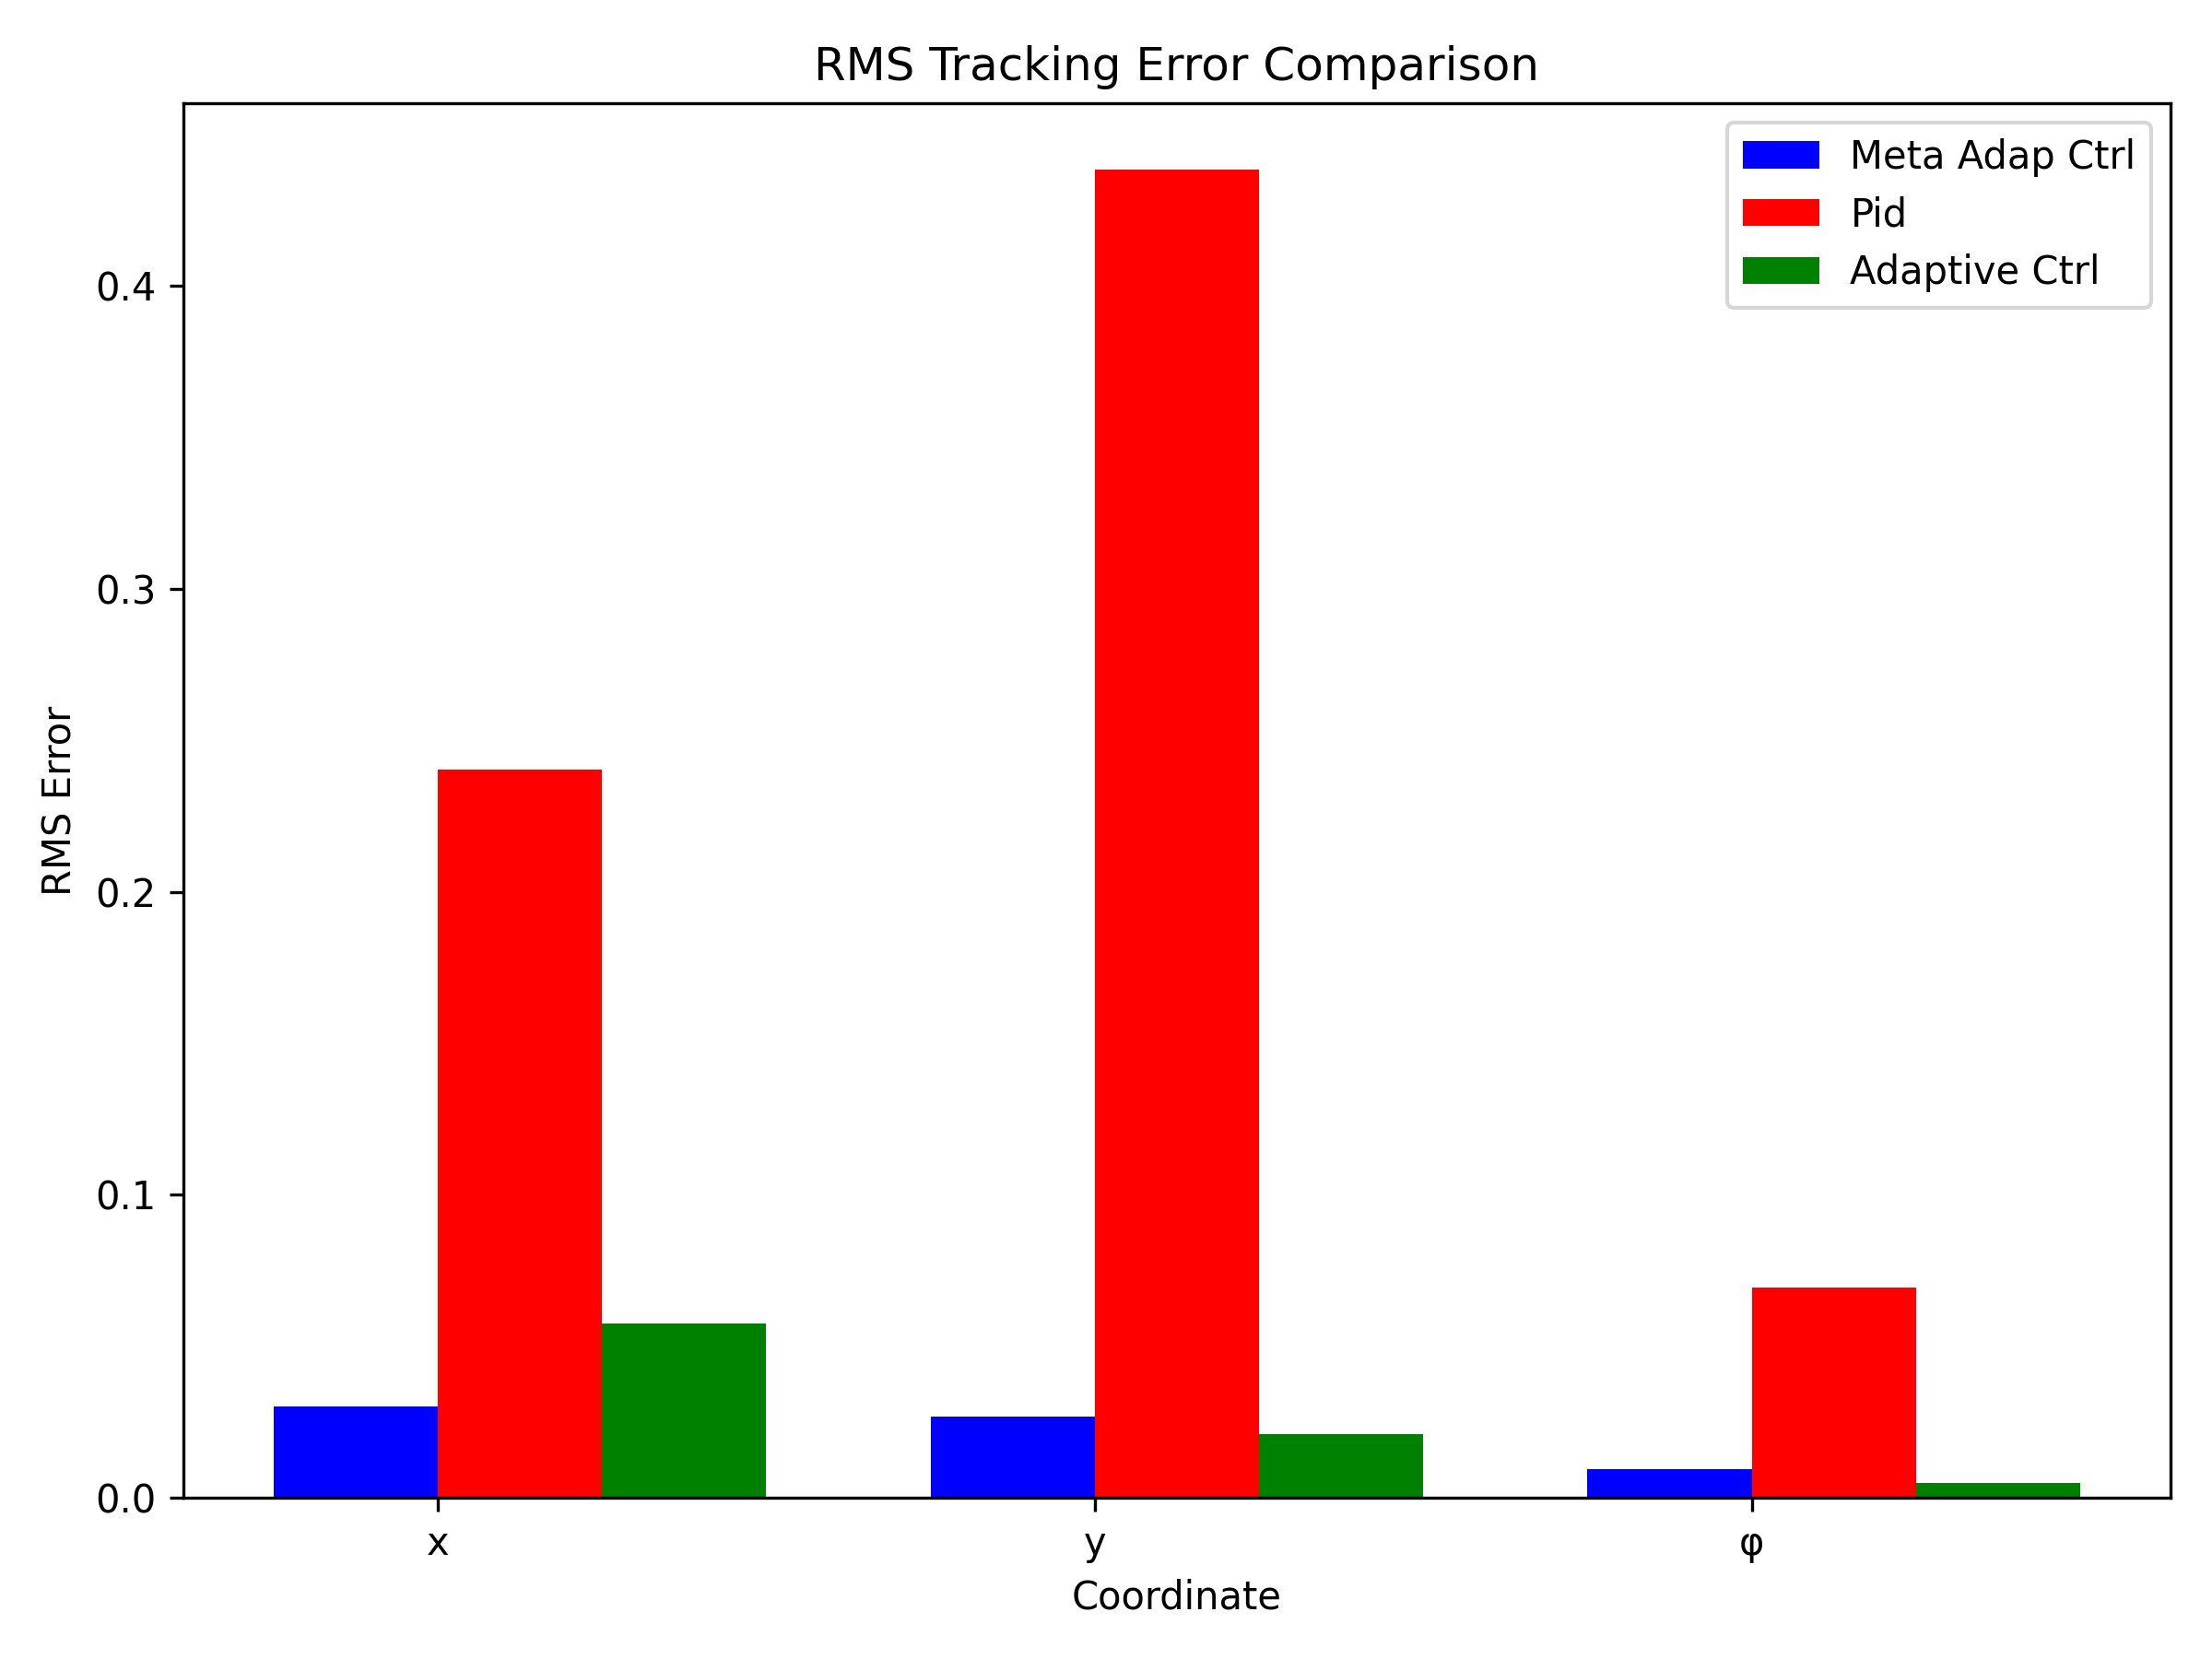 RMS Tracking Error Comparison
Meta Adap Ctrl
Pid
Adaptive Ctrl
RMS Error
0.4
0.3
0.2
0.1
0.0
x
y
φ
Coordinate